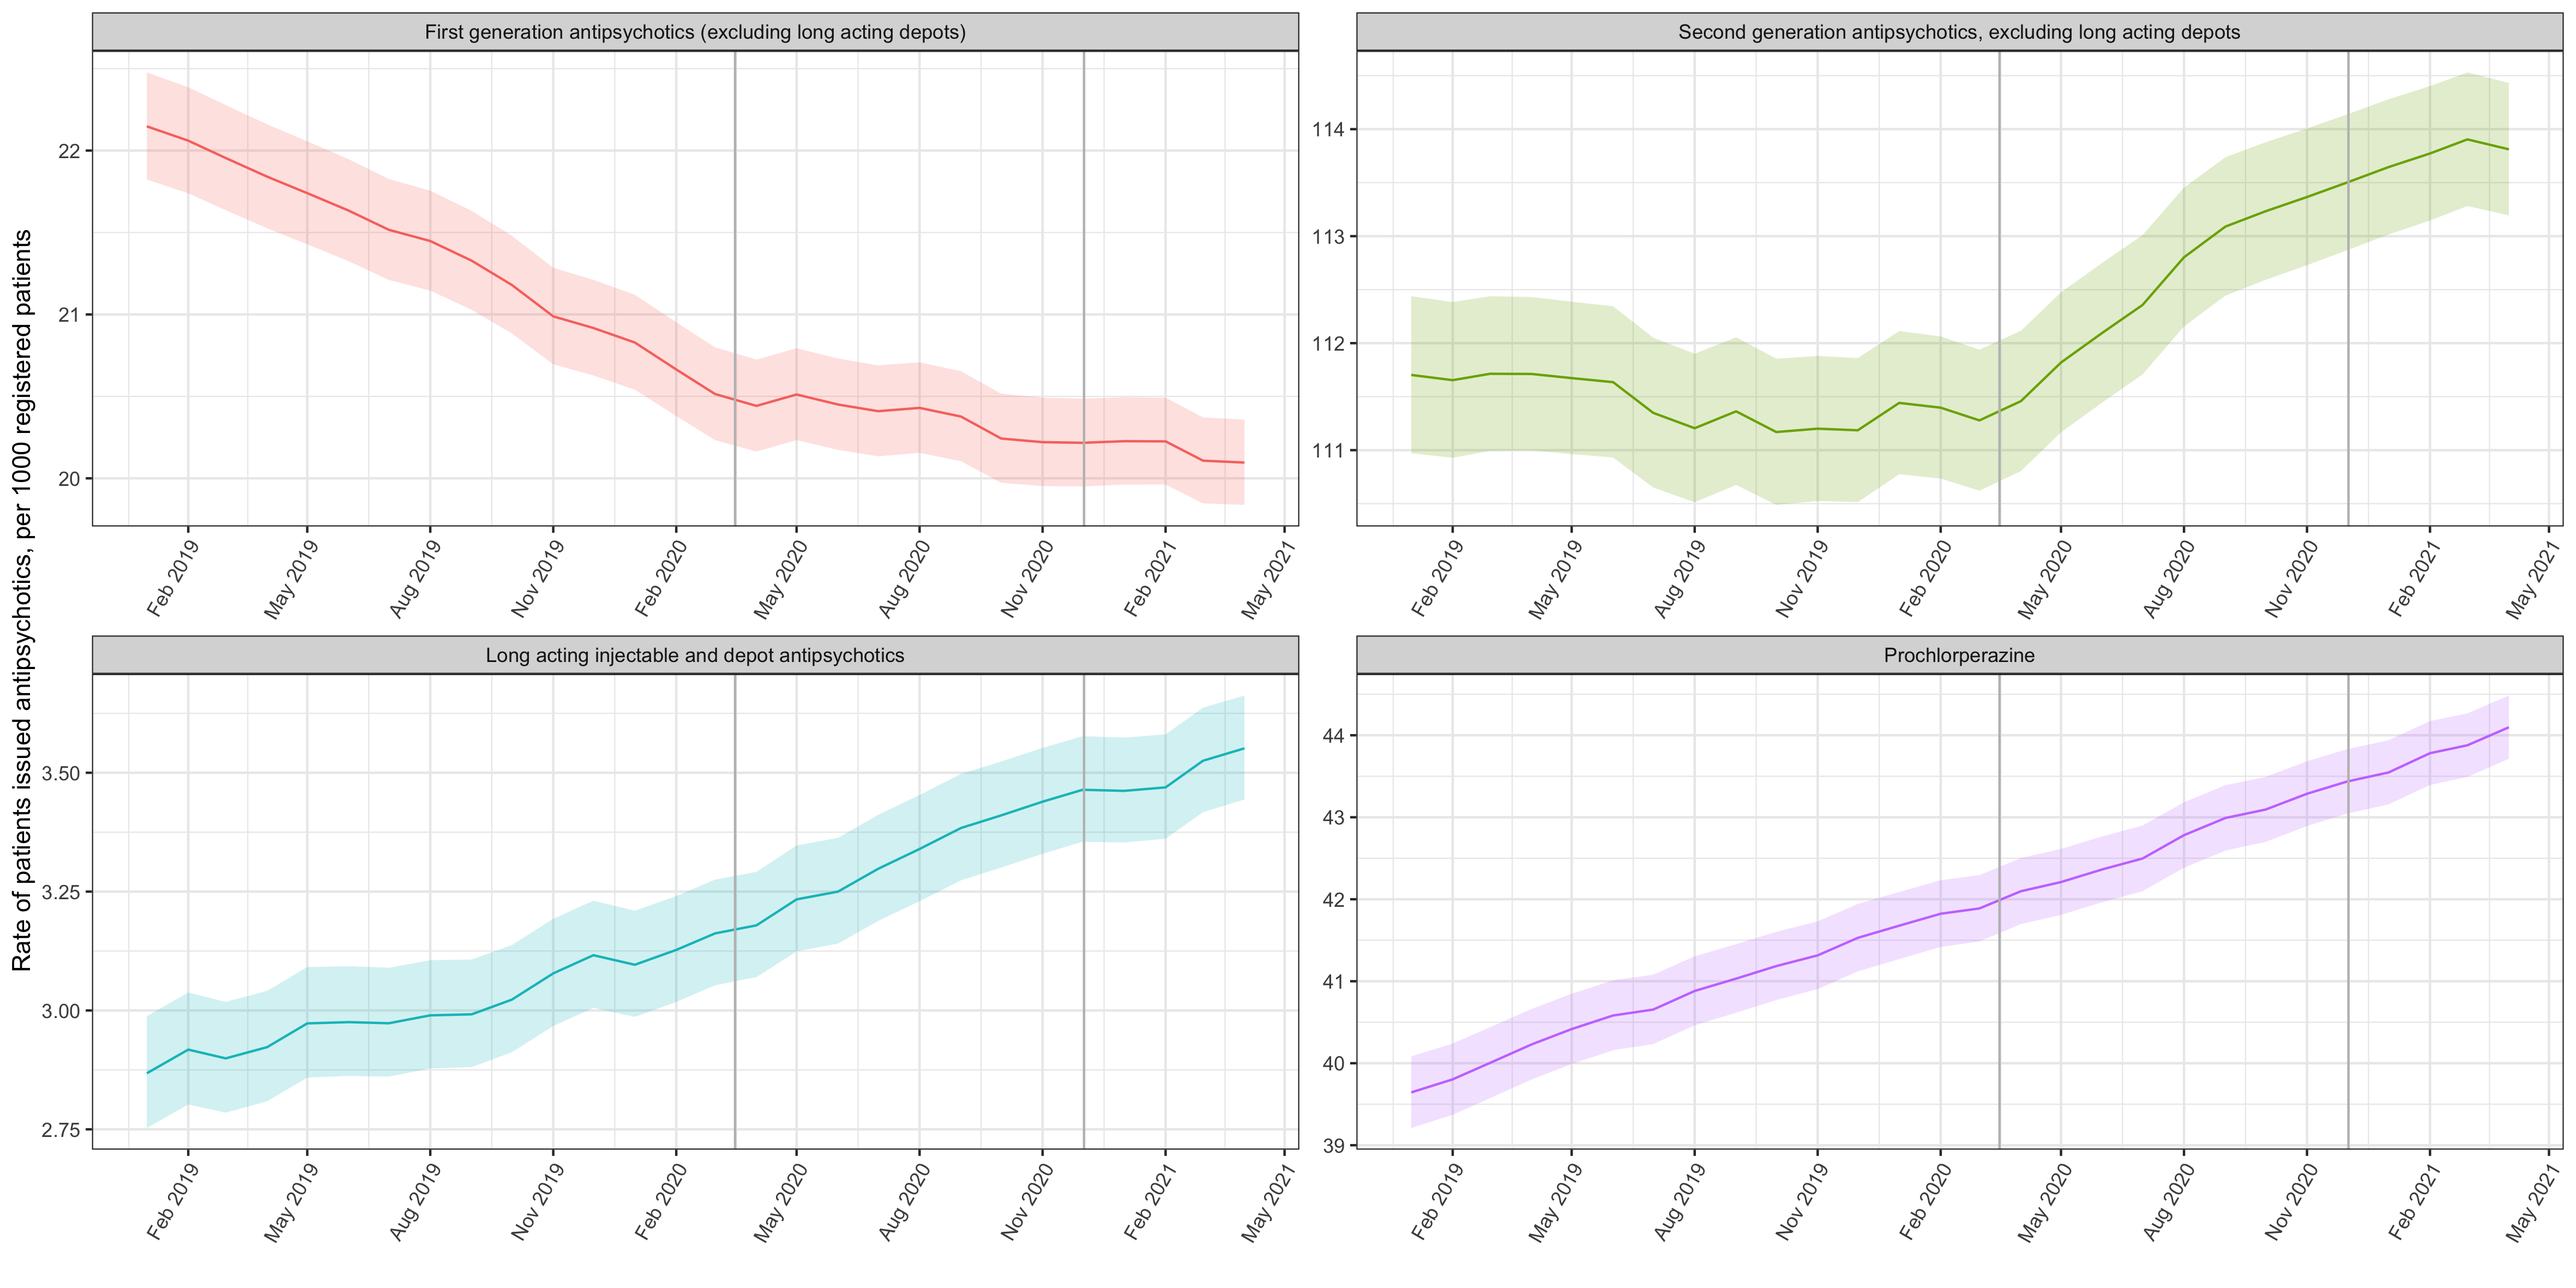 Rate of patients issued antipsychotics, per 1000 registered patients
First generation antipsychotics (excluding long acting depots)
22
21
20
Feb 2019
May 2019
Aug 2019
Nov 2019
Feb 2020
May 2020
Aug 2020
Nov 2020
Feb 2021
May 2021
Second generation antipsychotics, excluding long acting depots
114
113
112
111
Feb 2019
May 2019
Aug 2019
Nov 2019
Feb 2020
May 2020
Aug 2020
Nov 2020
Feb 2021
May 2021
Long acting injectable and depot antipsychotics
3.50
3.25
3.00
2.75
Feb 2019
May 2019
Aug 2019
Nov 2019
Feb 2020
May 2020
Aug 2020
Nov 2020
Feb 2021
May 2021
Prochlorperazine
44
43
42
41
40
39
Feb 2019
May 2019
Aug 2019
Nov 2019
Feb 2020
May 2020
Aug 2020
Nov 2020
Feb 2021
May 2021